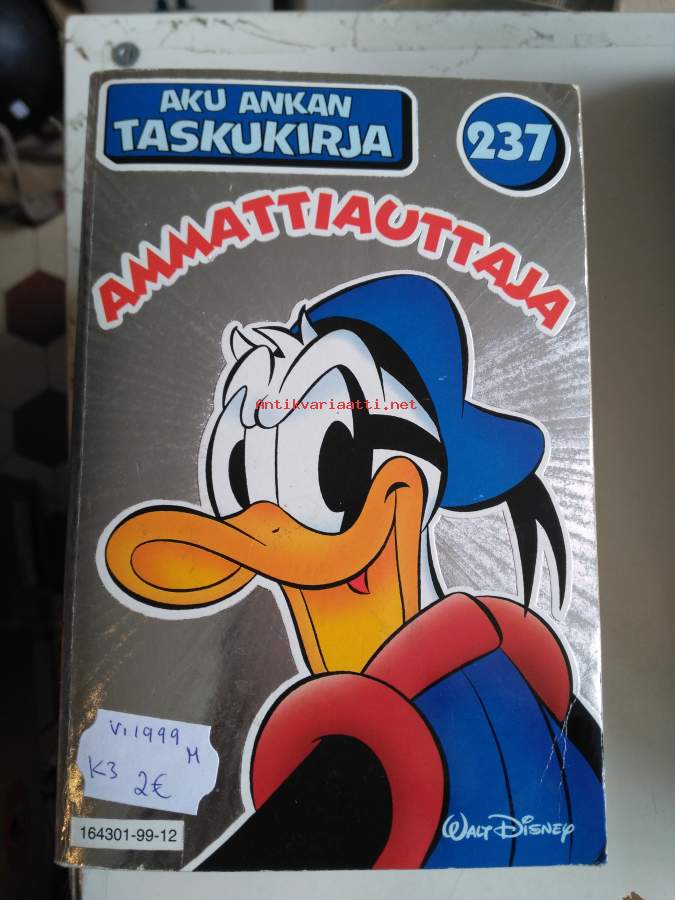 AKU ANKAN
TASKUKIRJA
237
AMMATTIAUTTAJA
antikvariaatti.net
V. 1999
M
K3 2€
164301-99-12
WALT DISNEY